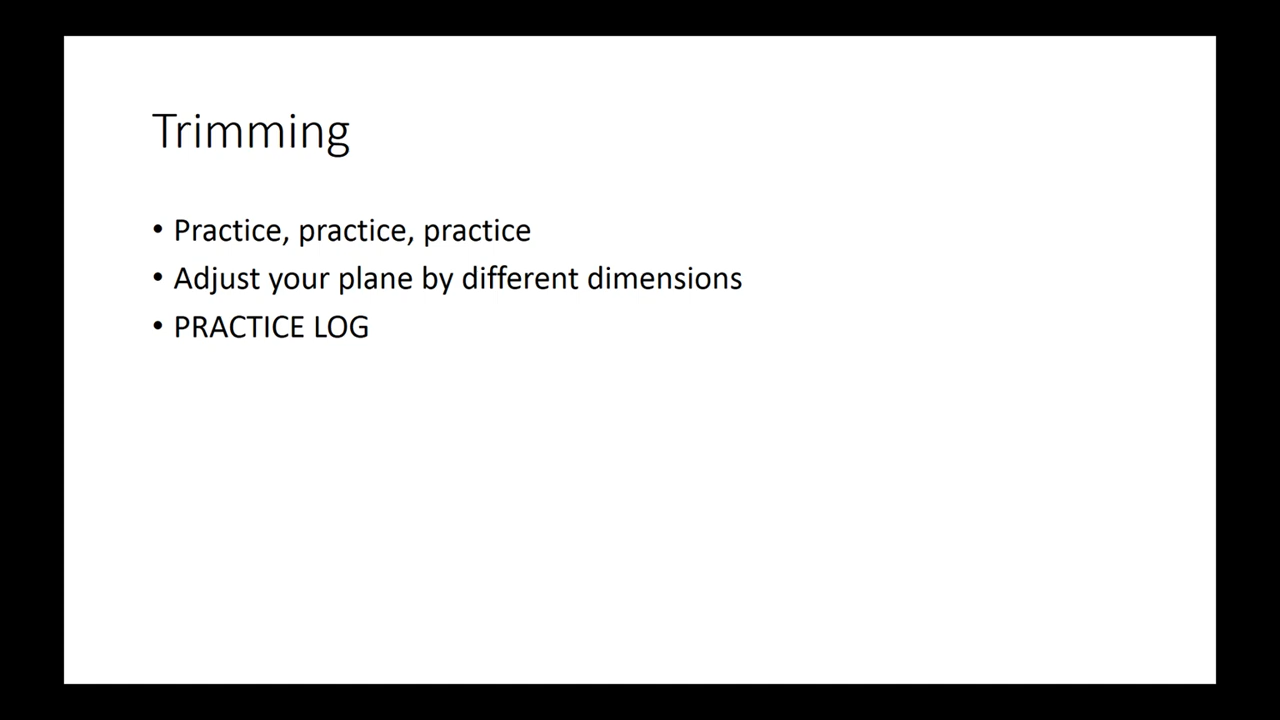 Trimming
• Practice, practice, practice
• Adjust your plane by different dimensions
• PRACTICE LOG